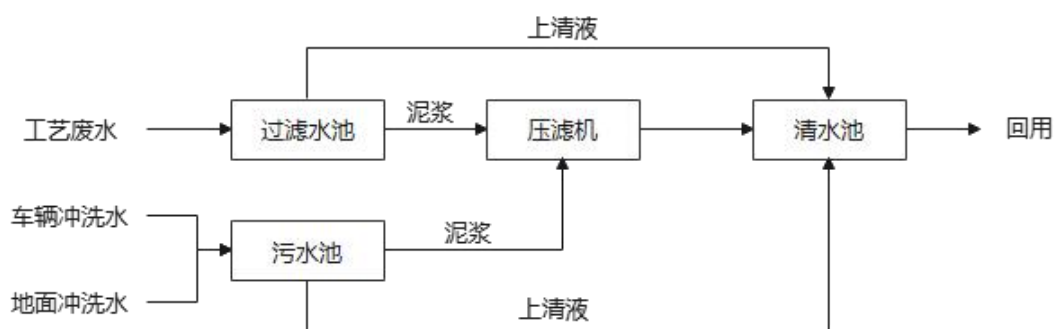 上清液
工艺废水
过滤水池
泥浆
压滤机
清水池
回用
车辆冲洗水
污水池
泥浆
地面冲洗水
上清液